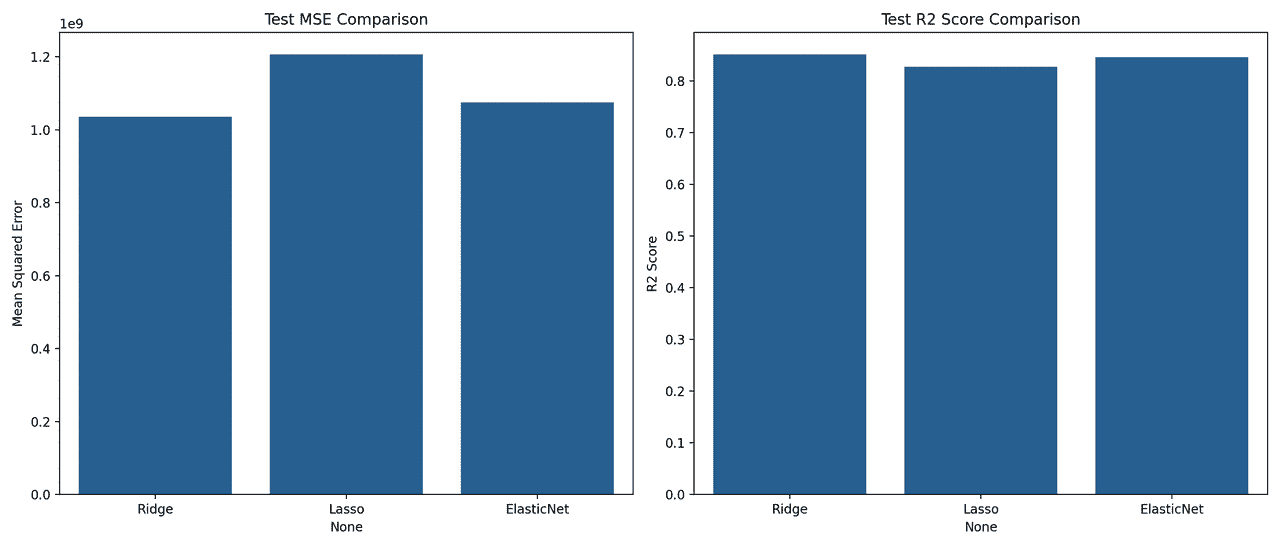 Test MSE Comparison
1e9
1.2
1.0
0.8
0.6
0.4
0.2
0.0
Mean Squared Error
Ridge Lasso ElasticNet
None
Test R2 Score Comparison
0.8
0.7
0.6
0.5
0.4
0.3
0.2
0.1
0.0
R2 Score
Ridge Lasso ElasticNet
None